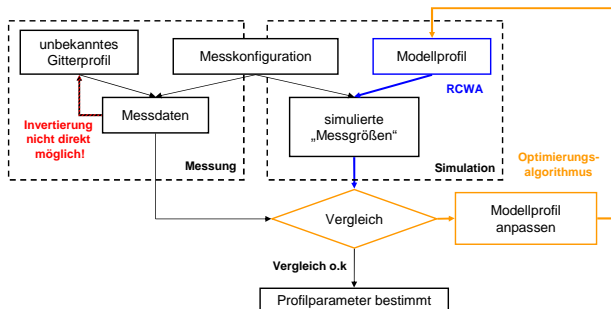 unbekanntes
Gitterprofil
Messkonfiguration
Modellprofil
RCWA
Messdaten
simulierte
„Messgrößen“
Invertierung
nicht direkt
möglich!
Messung
Simulation
Optimierungs-
algorithmus
Vergleich
Modellprofil
anpassen
Vergleich o.k
Profilparameter bestimmt